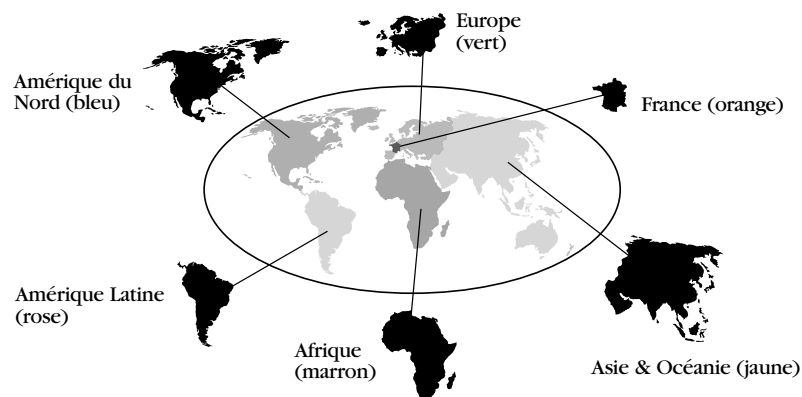 Europe
(vert)
Amérique du
Nord (bleu)
France (orange)
Amérique Latine
(rose)
Afrique
(marron)
Asie & Océanie (jaune)